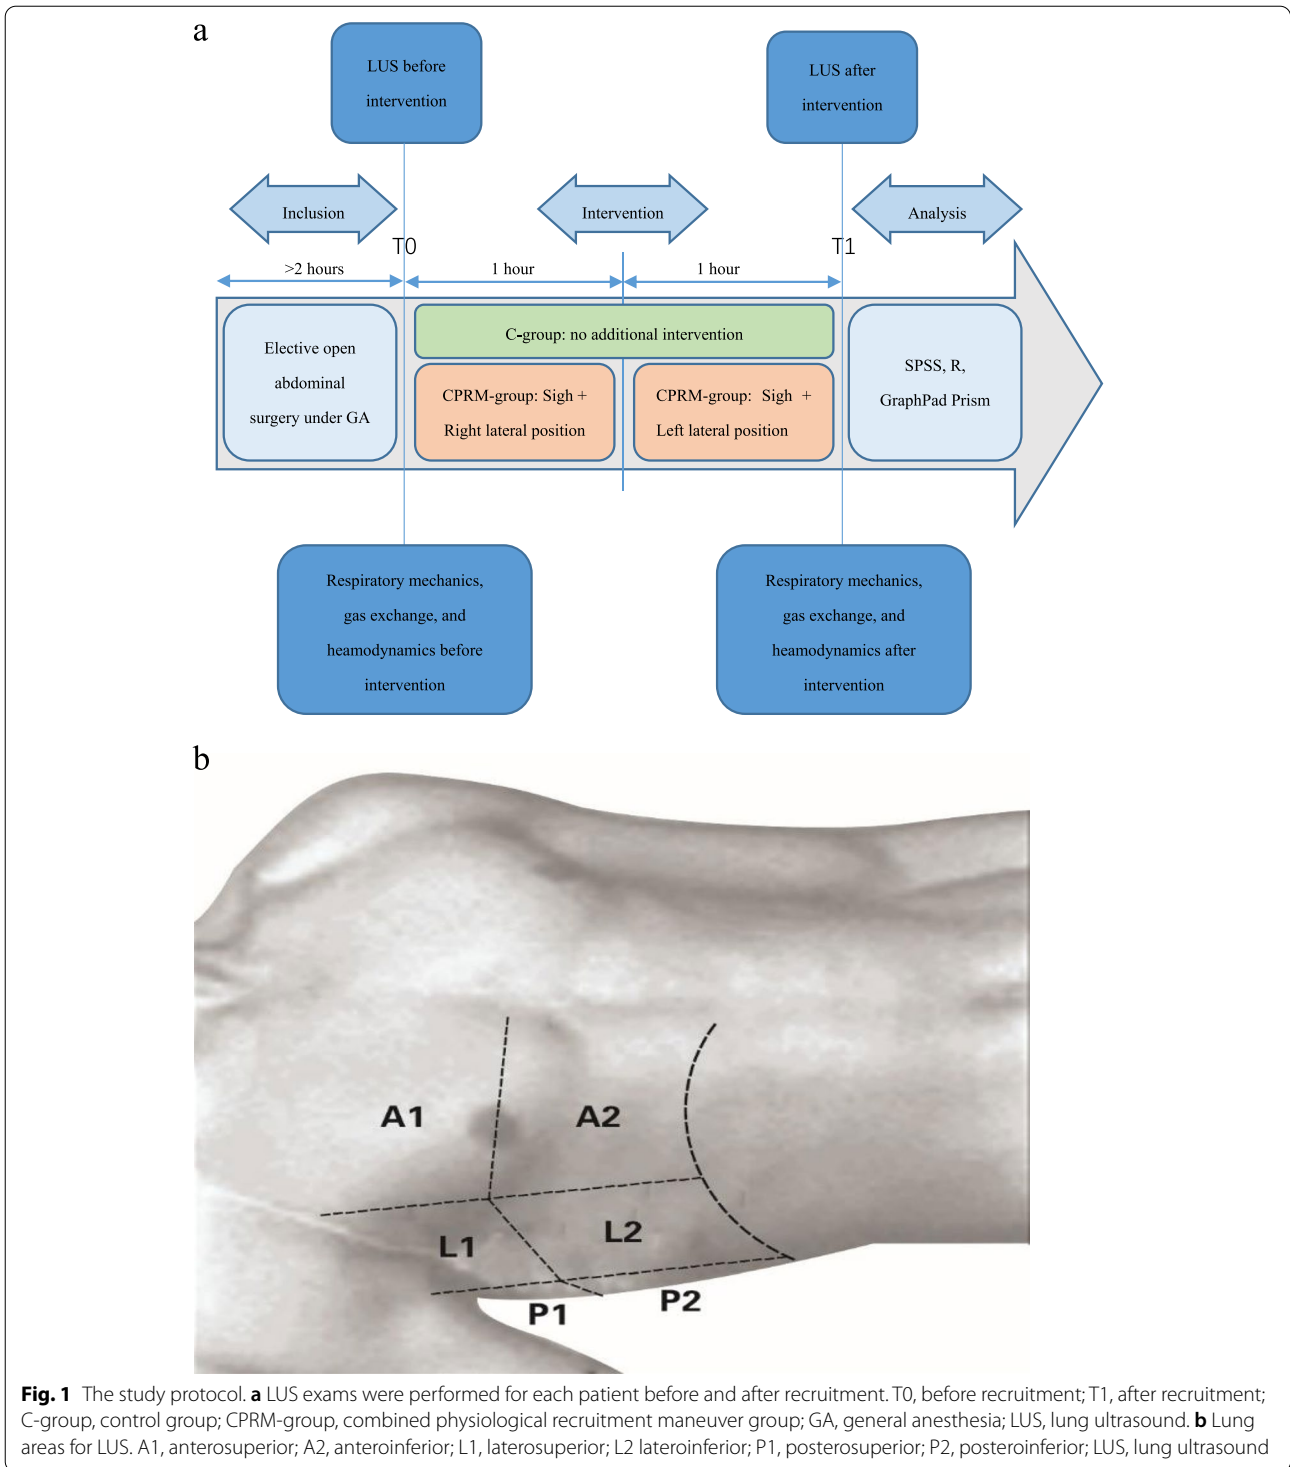 a
LUS before
intervention
LUS after
intervention
Inclusion
Intervention
Analysis
T0
T1
>2 hours
1 hour
1 hour
Elective open
abdominal
surgery under GA
C-group: no additional intervention
CPRM-group: Sigh +
Right lateral position
CPRM-group: Sigh +
Left lateral position
SPSS, R,
GraphPad Prism
Respiratory mechanics,
gas exchange, and
heamodynamics before
intervention
Respiratory mechanics,
gas exchange, and
heamodynamics after
intervention
b
A1
A2
L1
L2
P1
P2
Fig. 1 The study protocol. a LUS exams were performed for each patient before and after recruitment. T0, before recruitment; T1, after recruitment;
C-group, control group; CPRM-group, combined physiological recruitment maneuver group; GA, general anesthesia; LUS, lung ultrasound. b Lung
areas for LUS. A1, anterosuperior; A2, anteroinferior; L1, laterosuperior; L2 lateroinferior; P1, posterosuperior; P2, posteroinferior; LUS, lung ultrasound